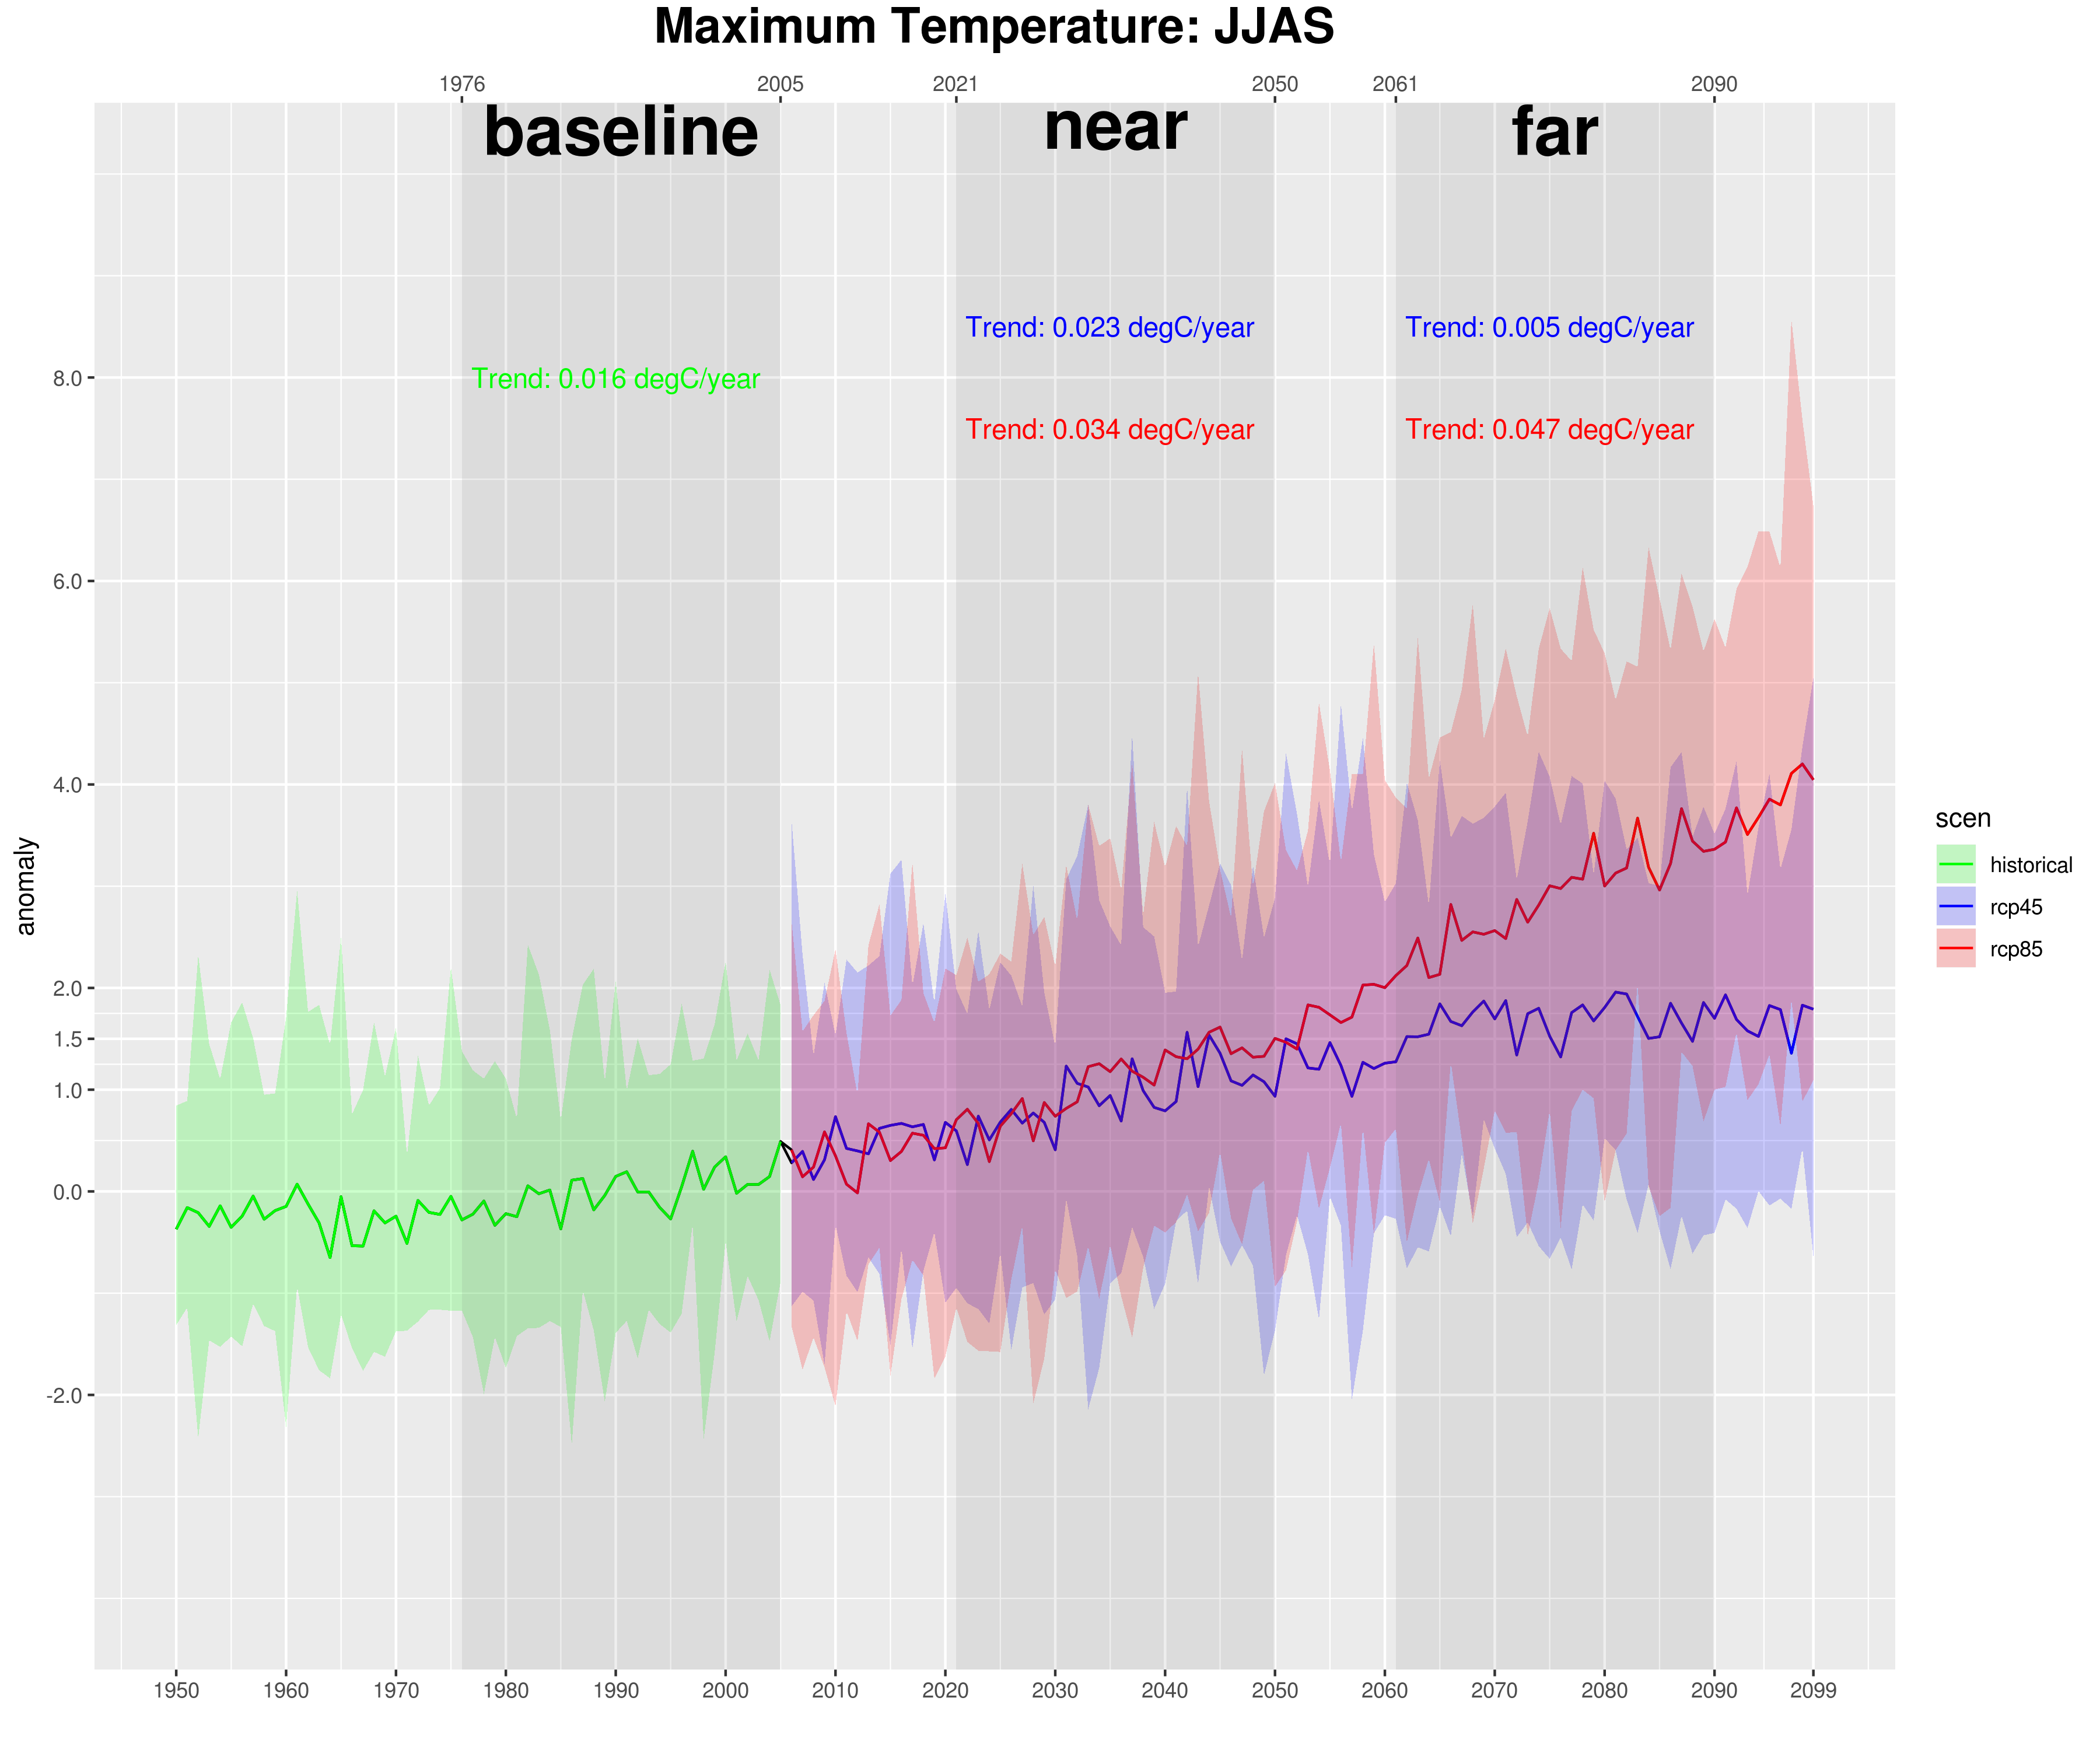 Maximum Temperature: JJAS
1976 2005 2021 2050 2061 2090
baseline near far
Trend: 0.023 degC/year Trend: 0.005 degC/year
8.0
Trend: 0.016 degC/year
Trend: 0.034 degC/year Trend: 0.047 degC/year
6.0
4.0
2.0
1.5
1.0
0.0
-2.0
anomaly
scen
historical
rcp45
rcp85
1950 1960 1970 1980 1990 2000 2010 2020 2030 2040 2050 2060 2070 2080 2090 2099